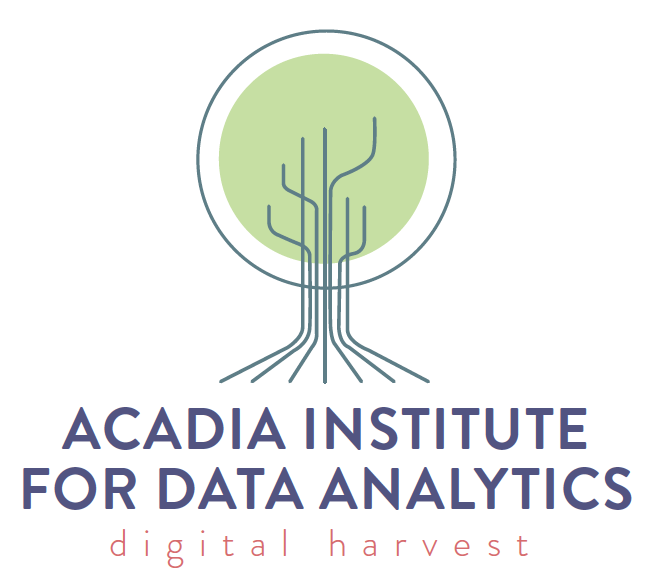 ACADIA INSTITUTE
FOR DATA ANALYTICS
digital harvest